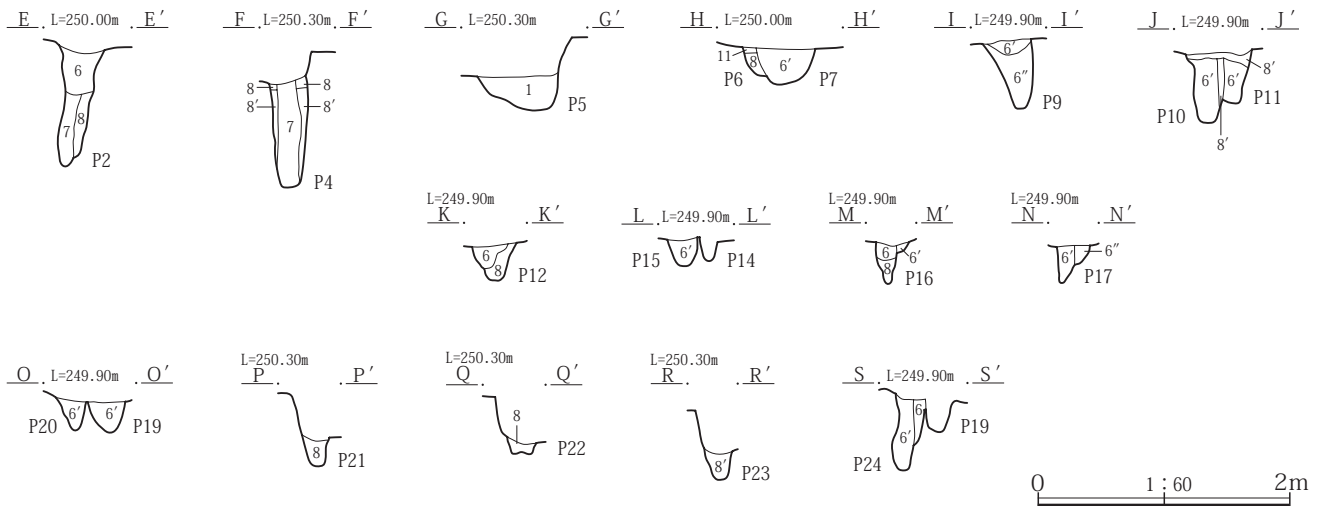 E . L=250.00m . E′
6
7 8
P2
F . L=250.30m . F′
8 8
8′ 8′
7
P4
G . L=250.30m . G′
1
P5
H . L=250.00m . H′
11 8 6′
P6 P7
I . L=249.90m . I′
6′
6″
P9
J . L=249.90m . J′
8′
6′ 6′
P10 P11
8′
L=249.90m
K . . K′
6
8
P12
L . L=249.90m . L′
6′
P15 P14
L=249.90m
M . . M′
6 6′
8
P16
L=249.90m
N . . N′
6′ 6″
P17
O . L=249.90m . O′
6′ 6′
P20 P19
L=250.30m
P . . P′
8
P21
L=250.30m
Q . . Q′
8
P22
L=250.30m
R . . R′
8′
P23
S . L=249.90m . S′
6
6′
P19
P24
0 1：60 2m